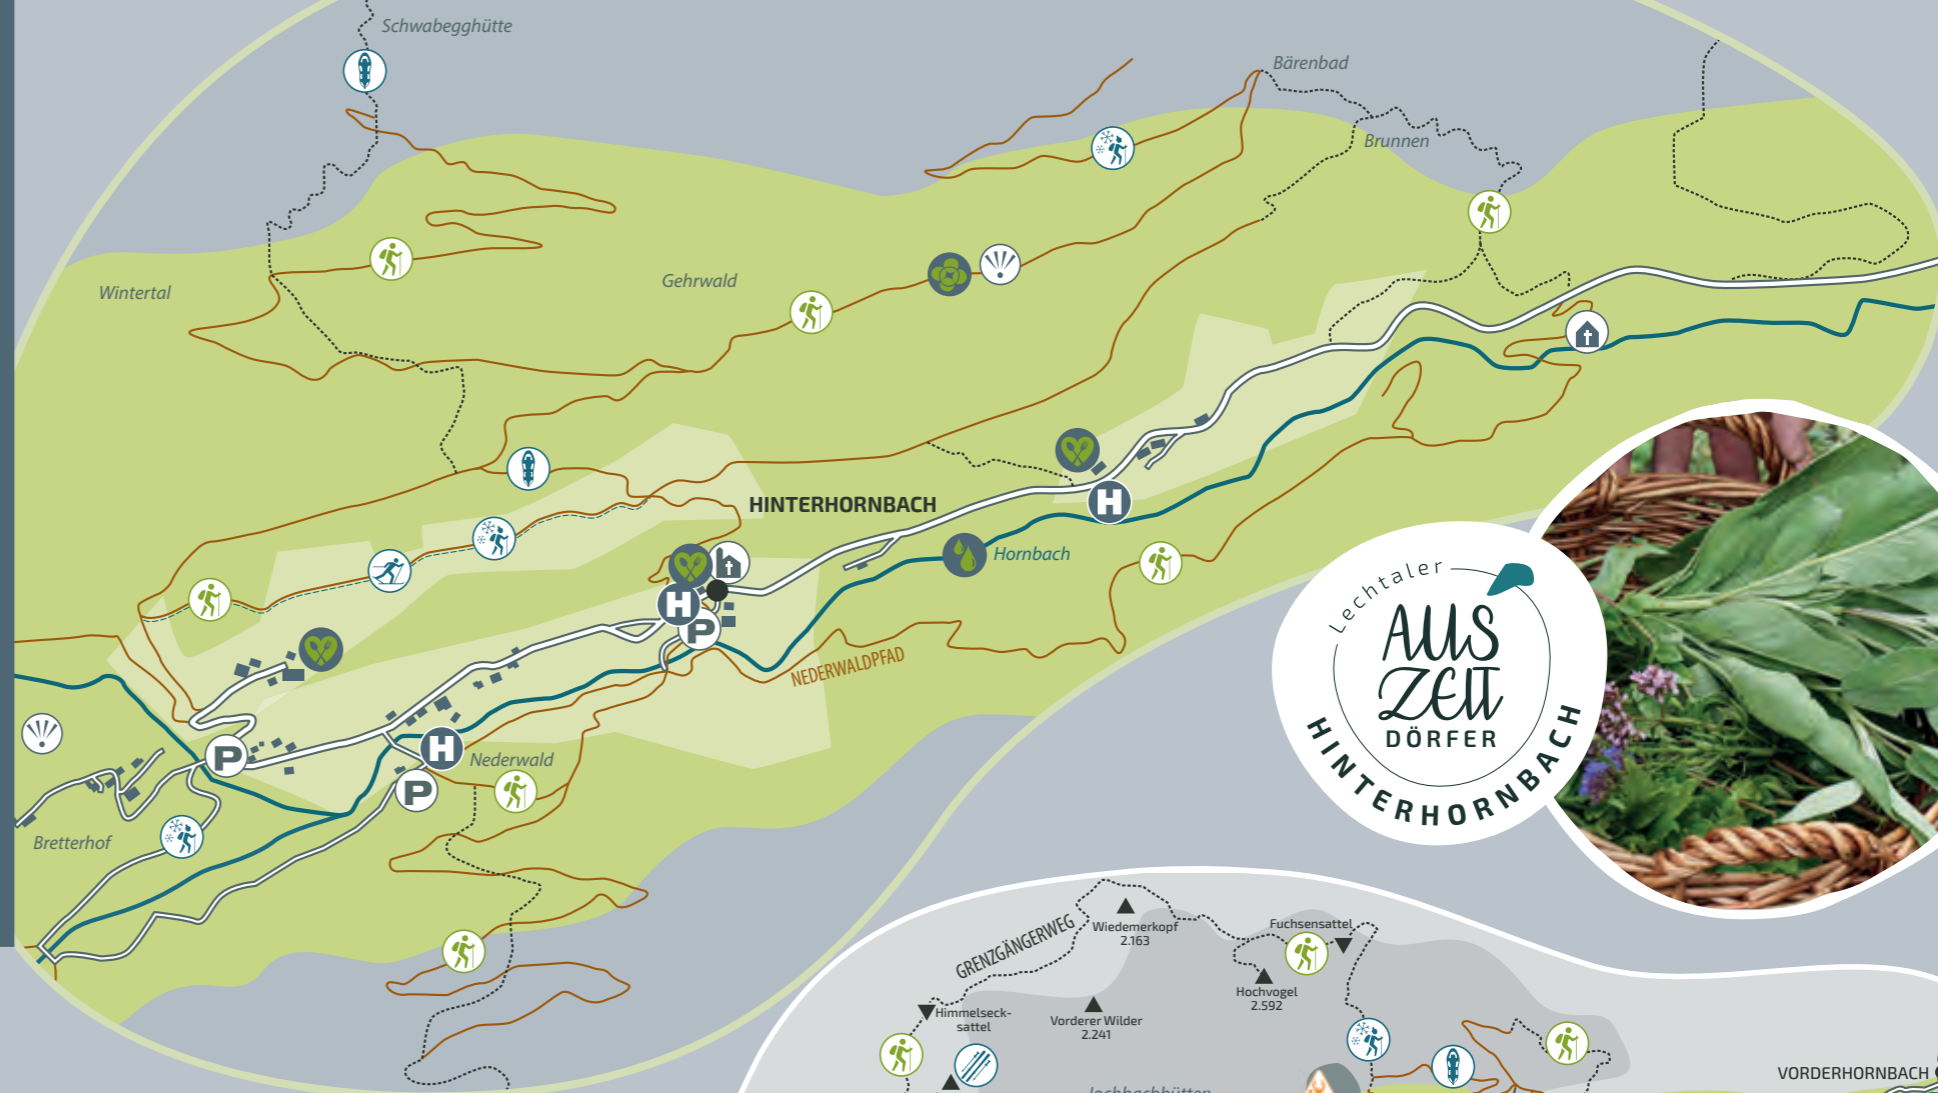 Schwabegghütte
Bärenbad
Brunnen
Wintertal
Gehrwald
HINTERHORNBACH
H
Hornbach
H
P
NEDERWALDPFAD
P
H
Nederwald
P
Bretterhof
Lechtaler
AUS
ZEIT
DÖRFER
HINTERHORNBACH
GRENZGÄNGERWEG
Wiedemerkopf
2.163
Fuchsensattel
Hochvogel
2.592
Himmelseck-
sattel
Vorderer Wilder
2.241
Jochbachhütten
VORDERHORNBACH